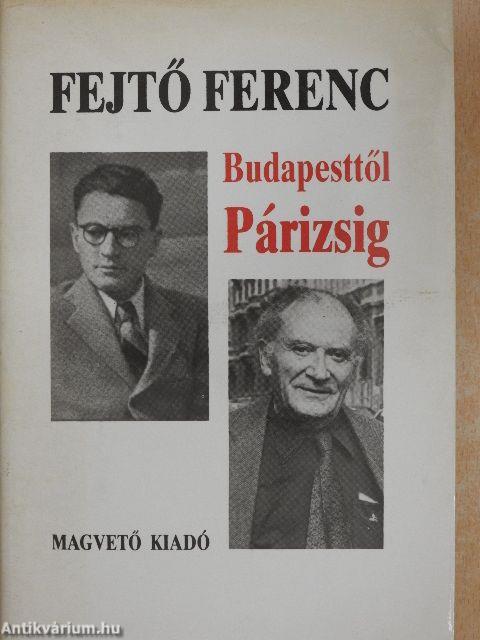 FEJTŐ FERENC
Budapesttől
Párizsig
MAGVETŐ KIADÓ
Antikvárium.hu